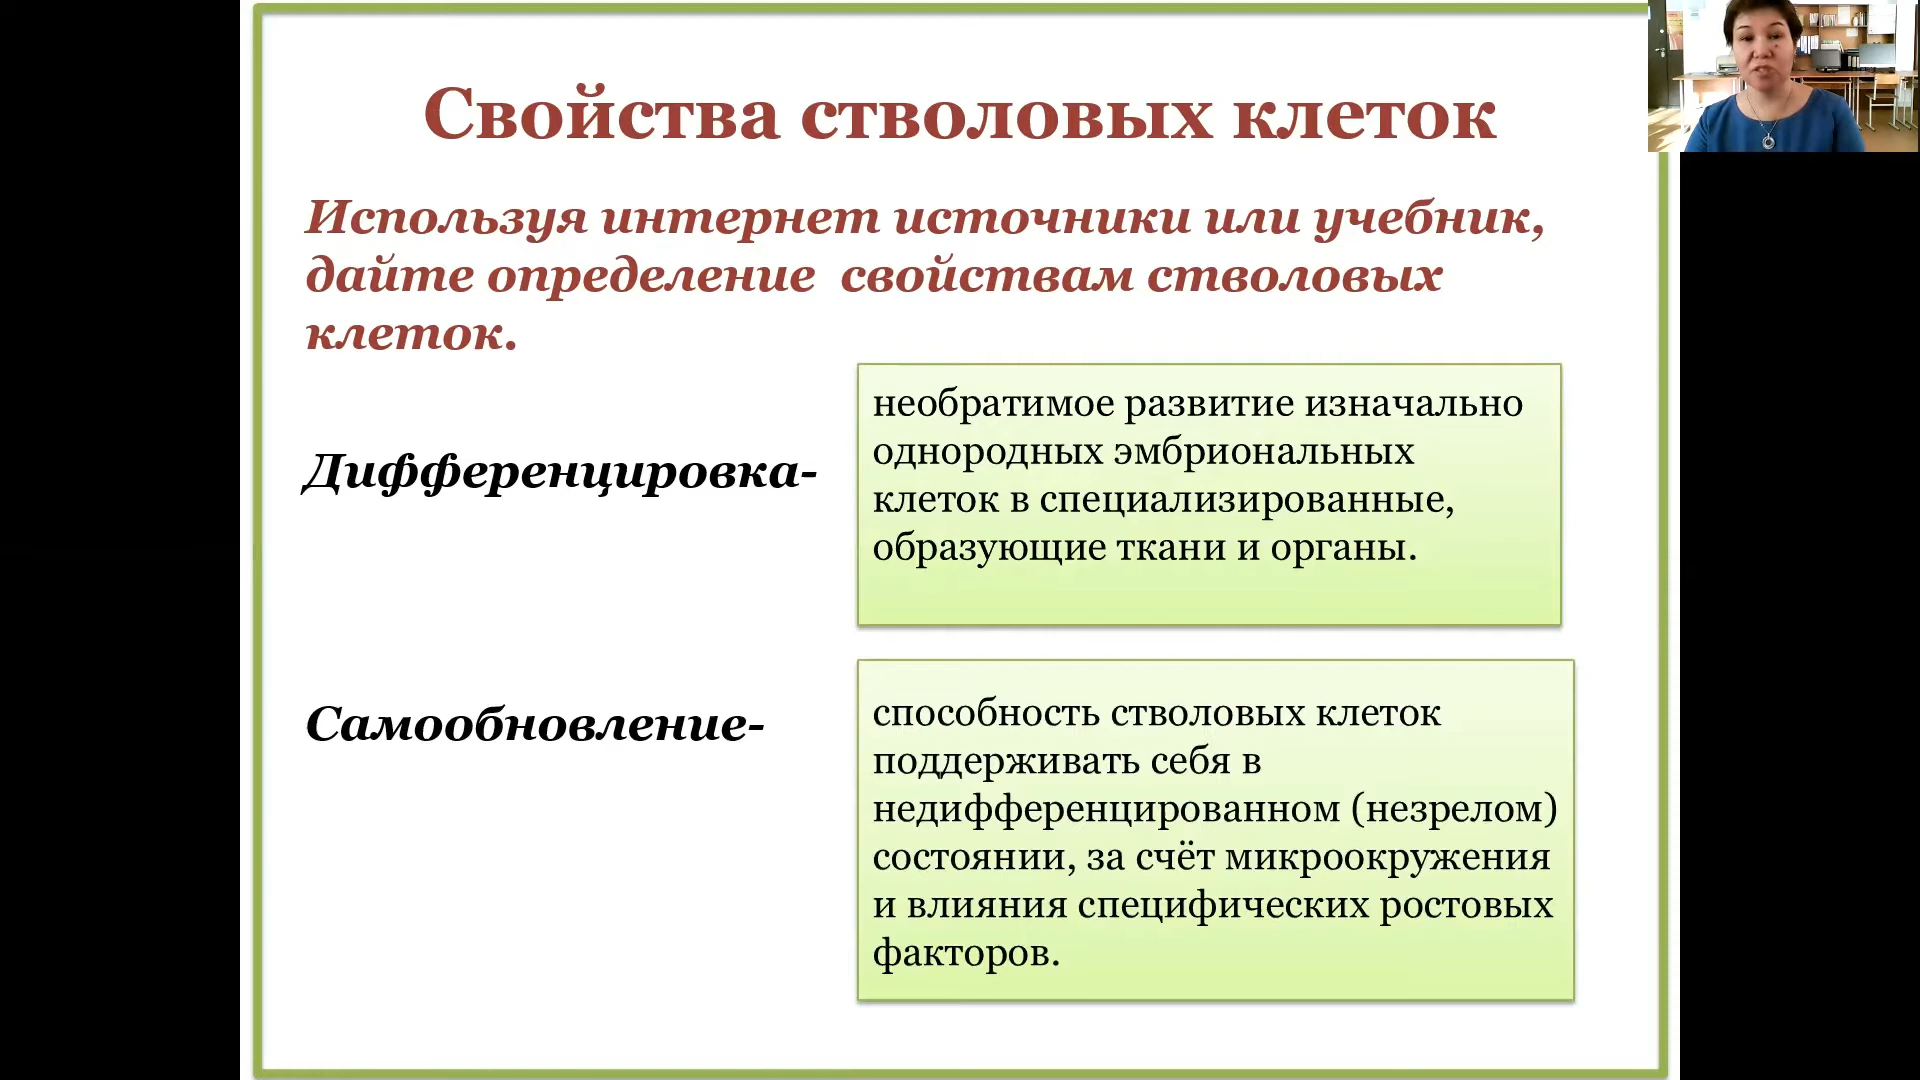 Свойства стволовых клеток
Используя интернет источники или учебник,
дайте определение свойствам стволовых
клеток.
Дифференцировка-
необратимое развитие изначально
однородных эмбриональных
клеток в специализированные,
образующие ткани и органы.
Самообновление-
способность стволовых клеток
поддерживать себя в
недифференцированном (незрелом)
состоянии, за счёт микроокружения
и влияния специфических ростовых
факторов.